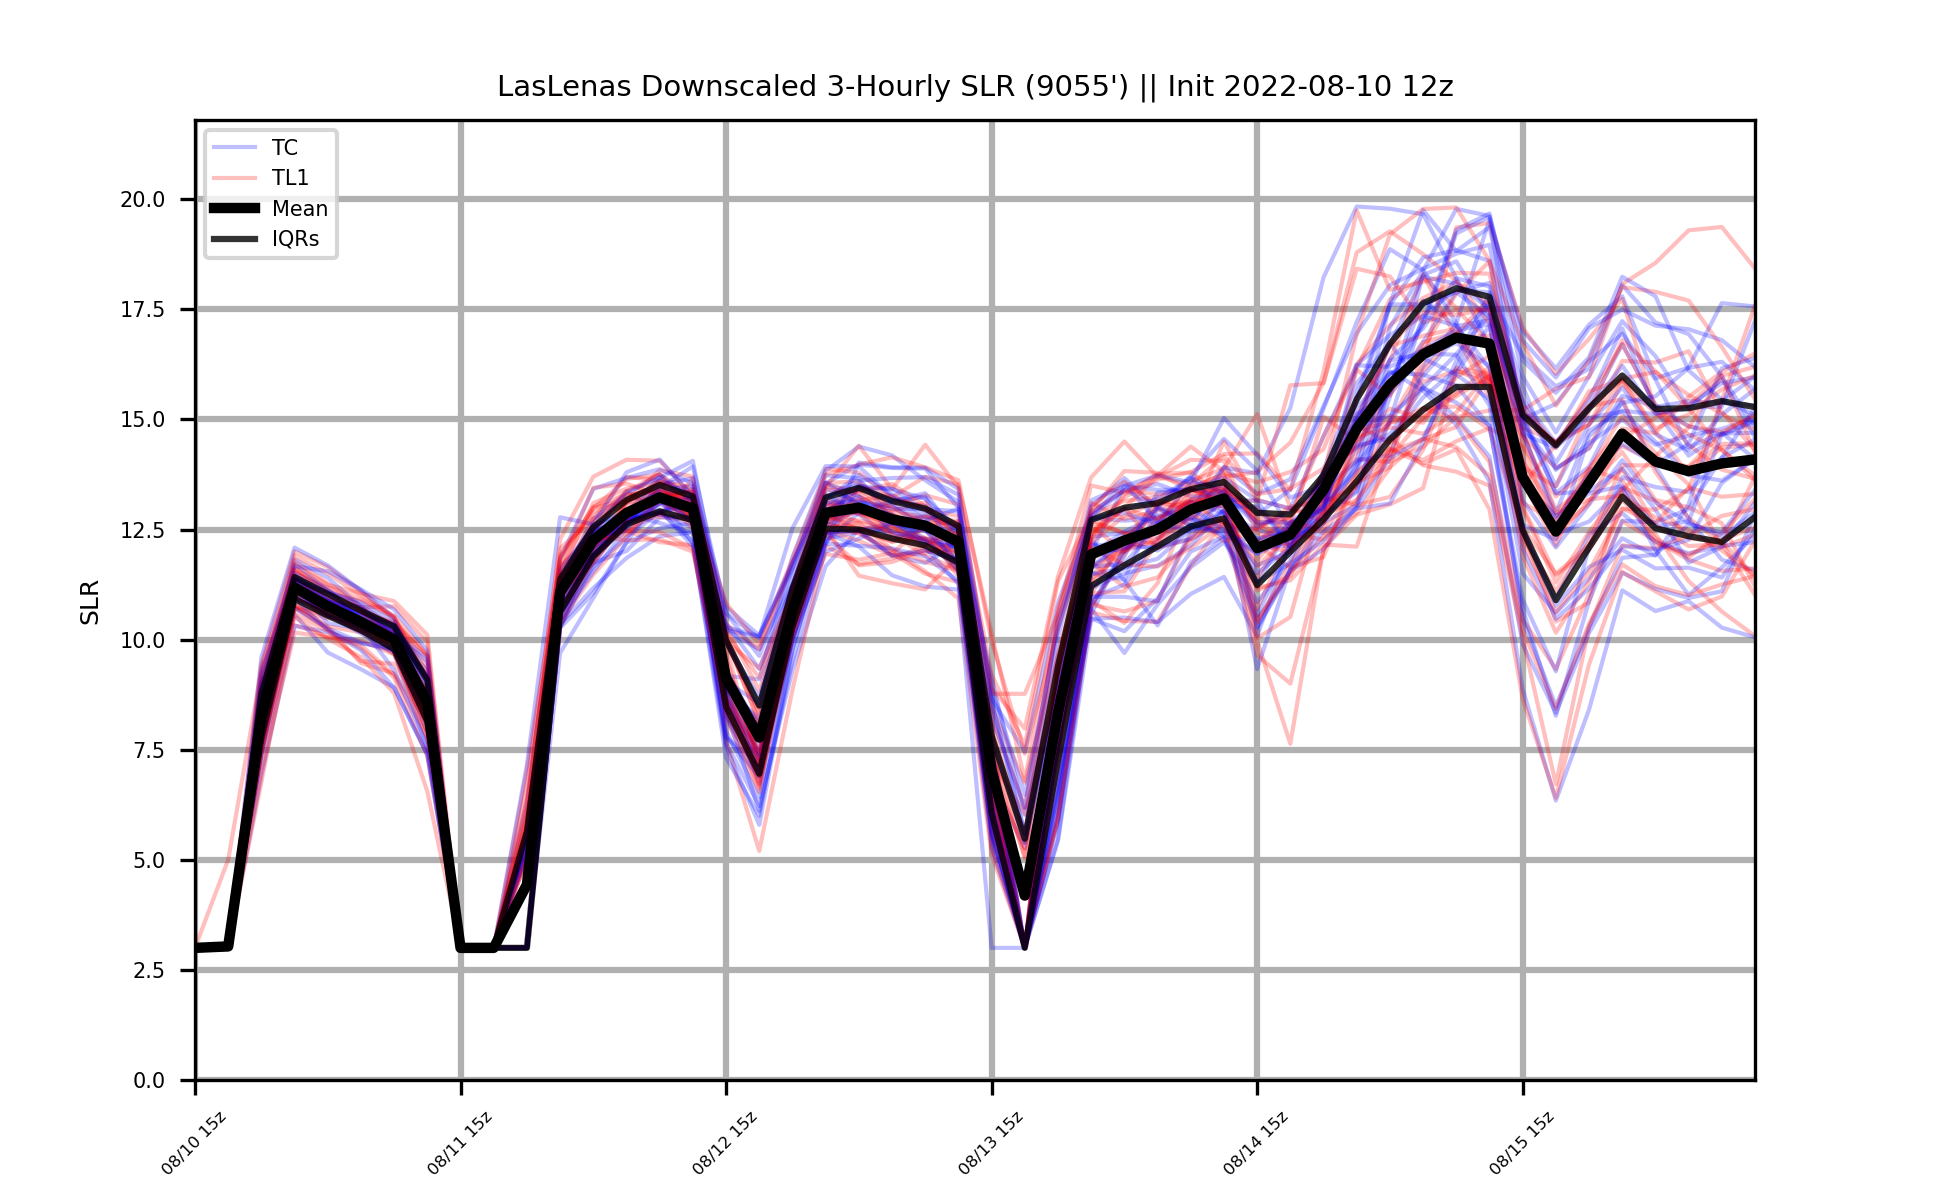 LasLenas Downscaled 3-Hourly SLR (9055') || Init 2022-08-10 12z
TC
TL1
Mean
IQRs
SLR
20.0
17.5
15.0
12.5
10.0
7.5
5.0
2.5
0.0
08/10 15z
08/11 15z
08/12 15z
08/13 15z
08/14 15z
08/15 15z